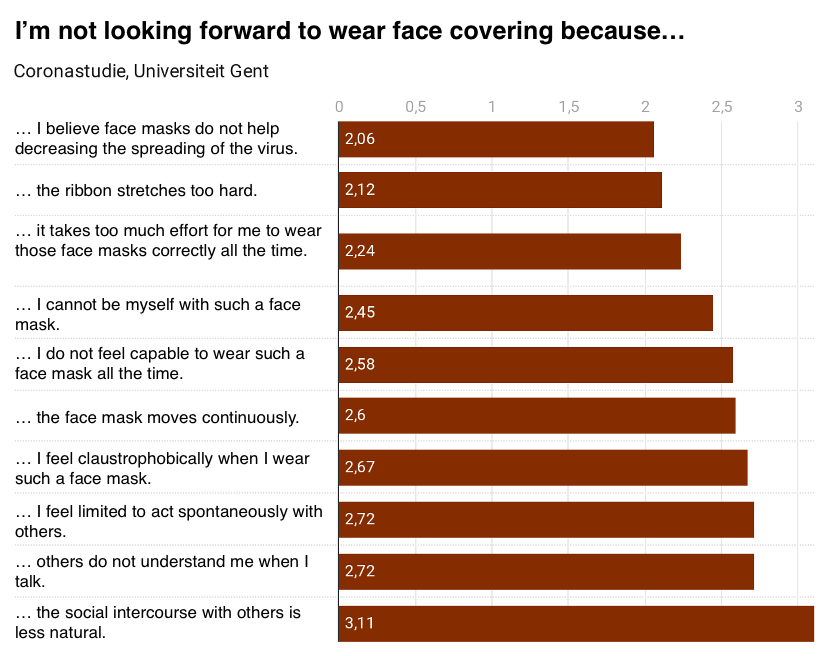 I’m not looking forward to wear face covering because…
Coronastudie, Universiteit Gent
0 0,5 1 1,5 2 2,5 3
… I believe face masks do not help
decreasing the spreading of the virus.
2,06
… the ribbon stretches too hard.
2,12
… it takes too much effort for me to wear
those face masks correctly all the time.
2,24
… I cannot be myself with such a face
mask.
2,45
… I do not feel capable to wear such a
face mask all the time.
2,58
… the face mask moves continuously.
2,6
… I feel claustrophobically when I wear
such a face mask.
2,67
… I feel limited to act spontaneously with
others.
2,72
… others do not understand me when I
talk.
2,72
… the social intercourse with others is
less natural.
3,11